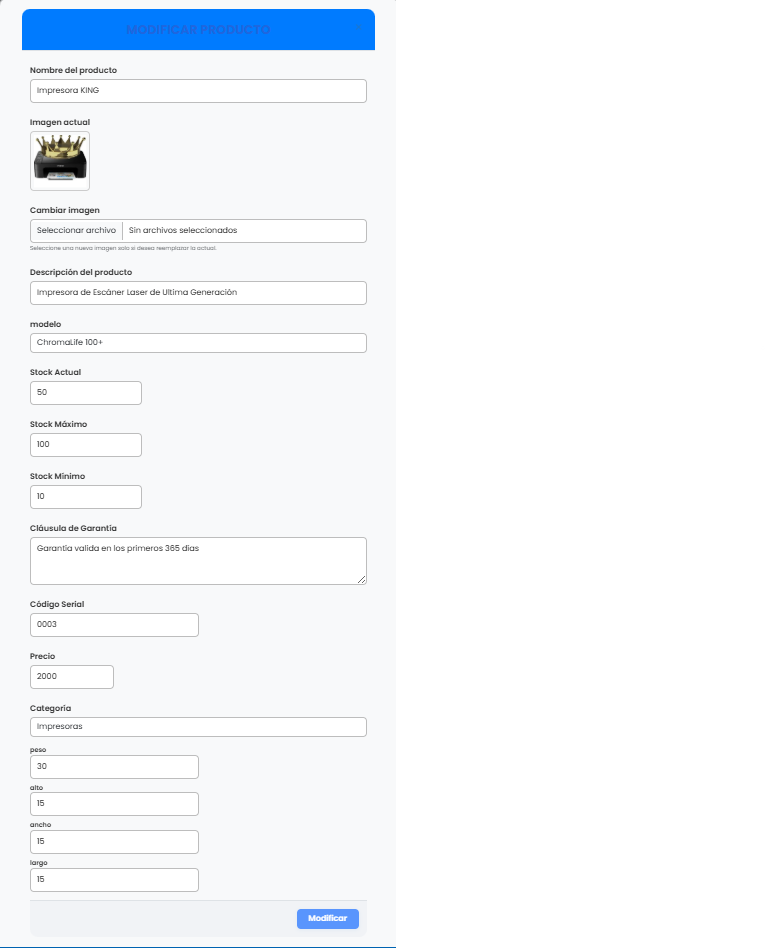 MODIFICAR PRODUCTO
Nombre del producto
Impresora KING
Imagen actual
Cambiar imagen
Seleccionar archivo Sin archivos seleccionados
Seleccione una nueva imagen solo si desea reemplazar la actual.
Descripción del producto
Impresora de Escáner Laser de Ultima Generación
modelo
ChromaLife 100+
Stock Actual
50
Stock Máximo
100
Stock Mínimo
10
Cláusula de Garantía
Garantia valida en los primeros 365 dias
Código Serial
0003
Precio
2000
Categoría
Impresoras
peso
30
alto
15
ancho
15
largo
15
Modificar